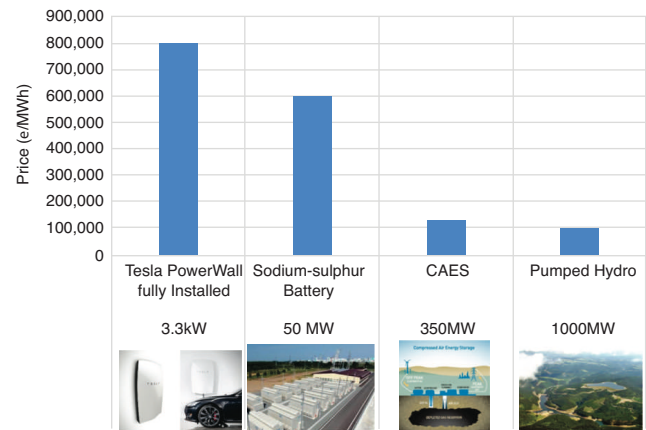 900,000
800,000
700,000
600,000
500,000
400,000
300,000
200,000
100,000
0
Price (e/MWh)
Tesla PowerWall
fully Installed
Sodium-sulphur
Battery
CAES
Pumped Hydro
3.3kW
50 MW
350MW
1000MW
Compressed Air Energy Storage